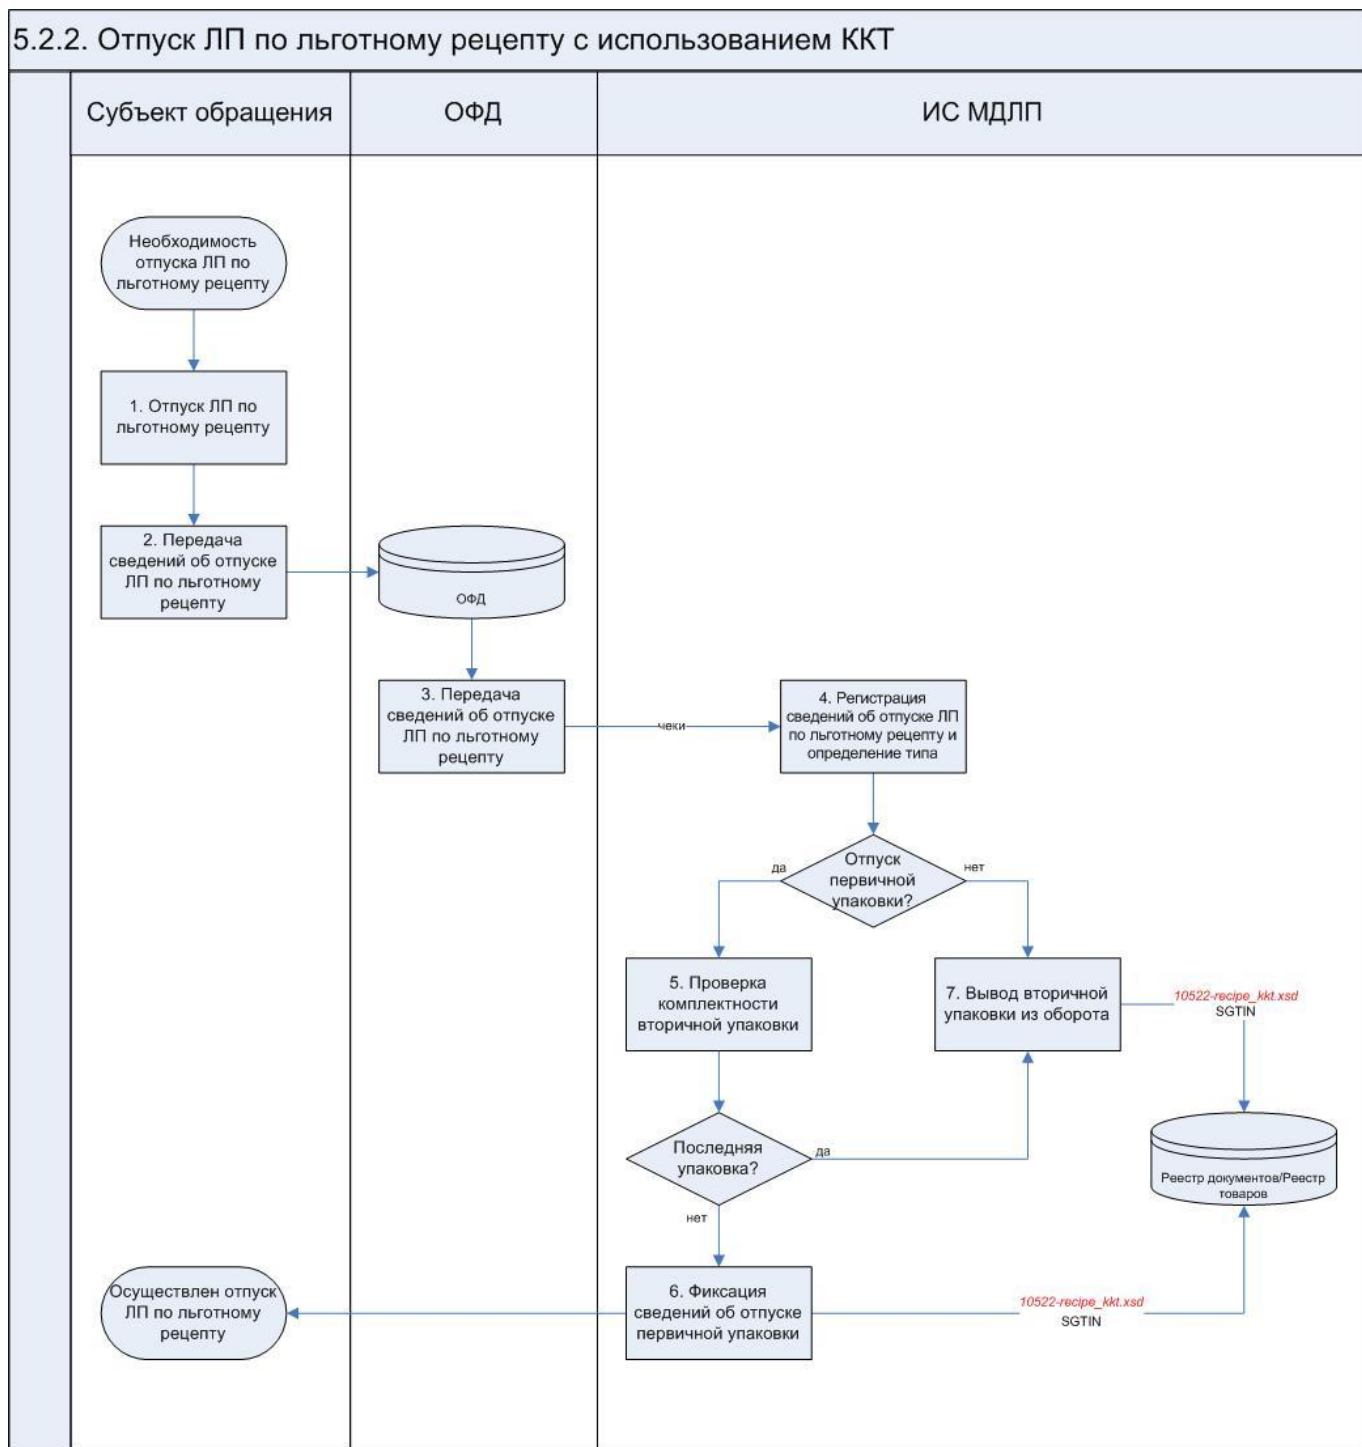 5.2.2. Отпуск ЛП по льготному рецепту с использованием ККТ
Субъект обращения
ОФД
ИС МДЛП
Необходимость
отпуска ЛП по
льготному рецепту
1. Отпуск ЛП по
льготному рецепту
2. Передача
сведений об отпуске
ЛП по льготному
рецепту
ОФД
3. Передача
сведений об отпуске
ЛП по льготному
рецепту
чеки
4. Регистрация
сведений об отпуске ЛП
по льготному рецепту и
определение типа
Отпуск
первичной
упаковки?
да
нет
5. Проверка
комплектности
вторичной упаковки
7. Вывод вторичной
упаковки из оборота
10522-recipe_kkt.xsd
SGTIN
Последняя
упаковка?
да
нет
Реестр документов/Реестр
товаров
Осуществлен отпуск
ЛП по льготному
рецепту
6. Фиксация
сведений об отпуске
первичной упаковки
10522-recipe_kkt.xsd
SGTIN